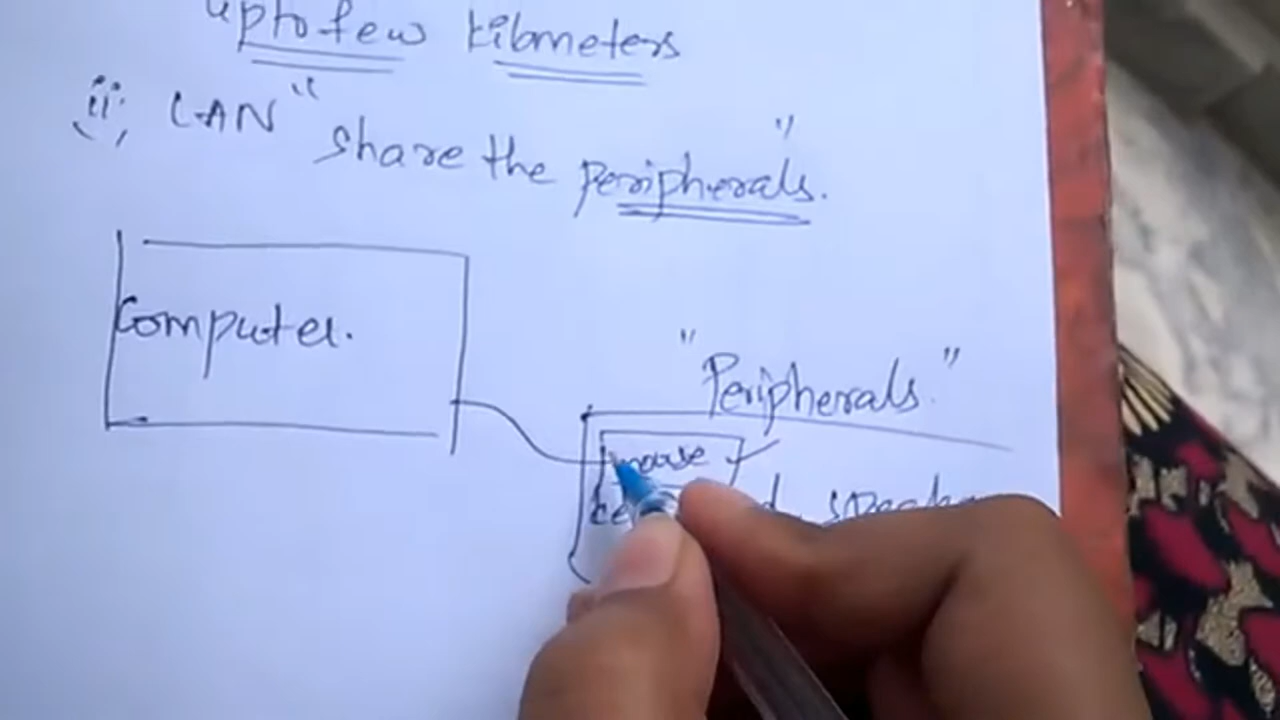 upto few kilometers
ii) LAN "share the peripherals."
Computer.
"Peripherals."
mouse